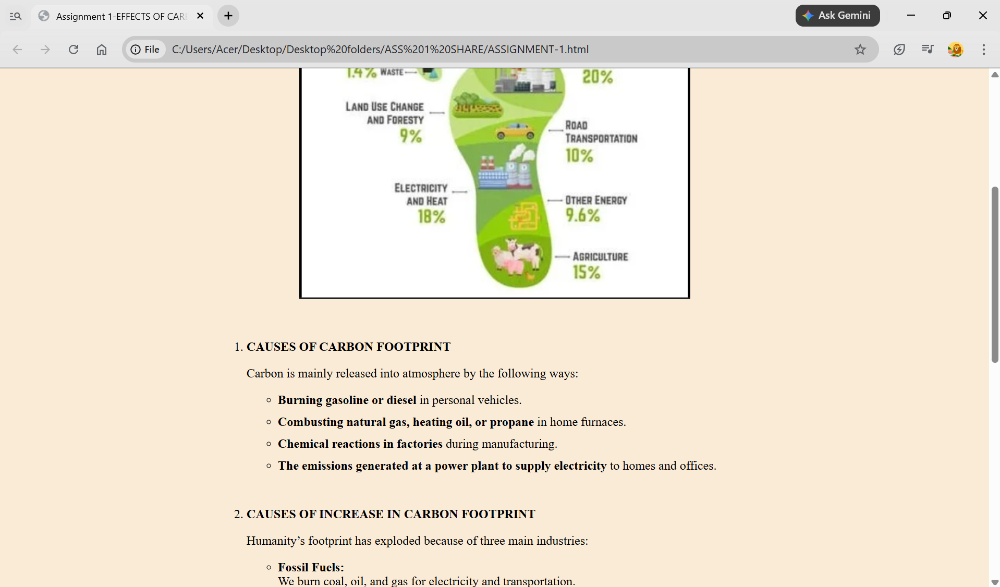 Assignment 1-EFFECTS OF CAR
Ask Gemini
File C:/Users/Acer/Desktop/Desktop%20folders/ASS%201%20SHARE/ASSIGNMENT-1.html
1.4% WASTE
20%
LAND USE CHANGE
AND FORESTY
9%
ROAD
TRANSPORTATION
10%
ELECTRICITY
AND HEAT
18%
OTHER ENERGY
9.6%
AGRICULTURE
15%
1. CAUSES OF CARBON FOOTPRINT
Carbon is mainly released into atmosphere by the following ways:
Burning gasoline or diesel in personal vehicles.
Combusting natural gas, heating oil, or propane in home furnaces.
Chemical reactions in factories during manufacturing.
The emissions generated at a power plant to supply electricity to homes and offices.
2. CAUSES OF INCREASE IN CARBON FOOTPRINT
Humanity’s footprint has exploded because of three main industries:
Fossil Fuels:
We burn coal, oil, and gas for electricity and transportation.